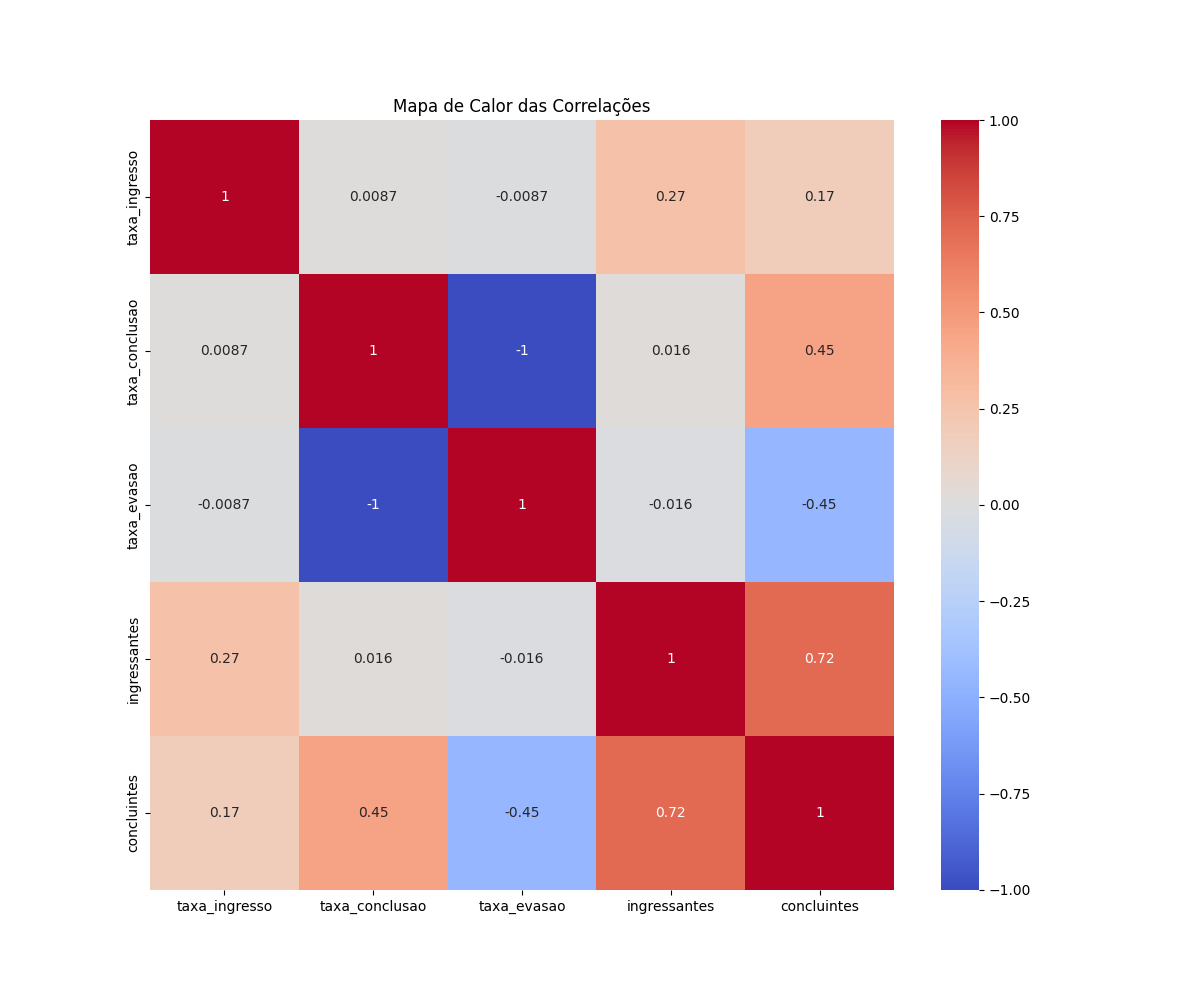 Mapa de Calor das Correlações
taxa_ingresso 1 0.0087 -0.0087 0.27 0.17
taxa_conclusao 0.0087 1 -1 0.016 0.45
taxa_evasao -0.0087 -1 1 -0.016 -0.45
ingressantes 0.27 0.016 -0.016 1 0.72
concluintes 0.17 0.45 -0.45 0.72 1
taxa_ingresso taxa_conclusao taxa_evasao ingressantes concluintes
1.00
0.75
0.50
0.25
0.00
−0.25
−0.50
−0.75
−1.00